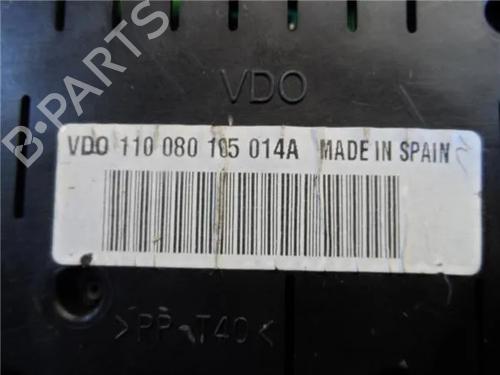 B-PARTS
VDO
VDO 110 080 105 014A MADE IN SPAIN
>PP-T40<